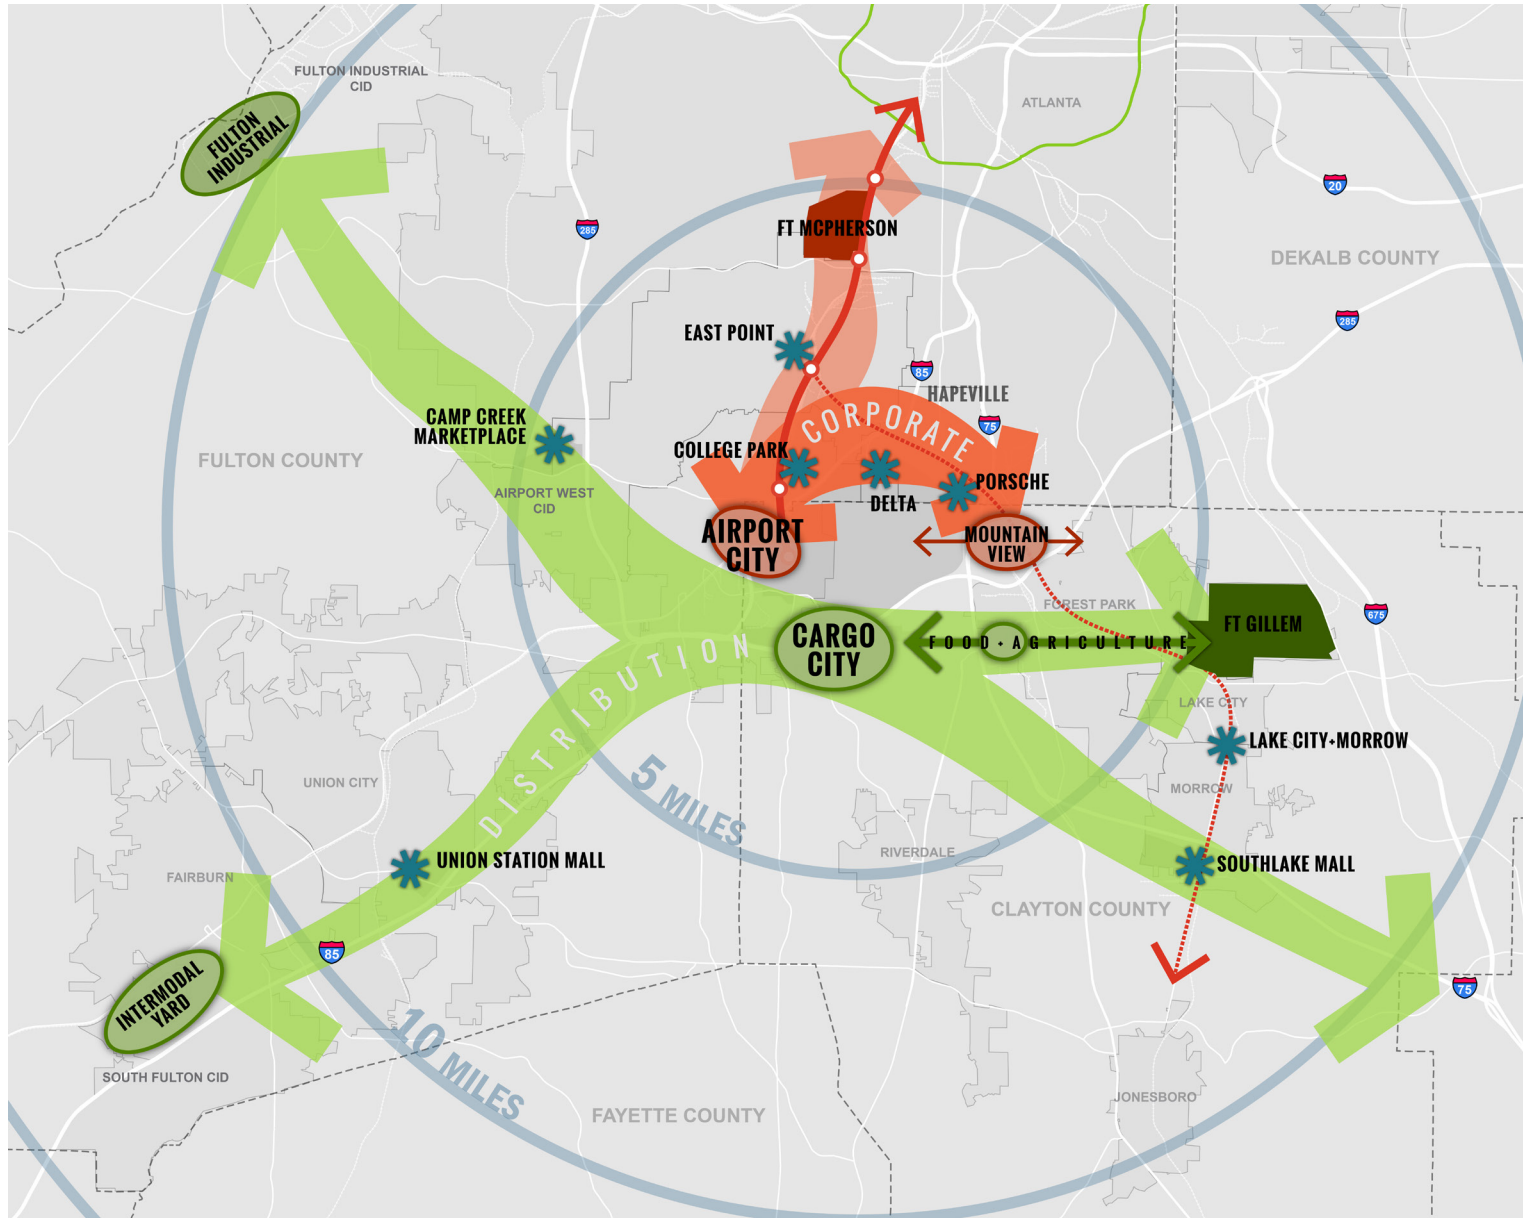 FULTON INDUSTRIAL
CID
FULTON
INDUSTRIAL
ATLANTA
20
285
FT MCPHERSON
DEKALB COUNTY
285
EAST POINT
85
HAPEVILLE
75
CAMP CREEK
MARKETPLACE
CORPORATE
COLLEGE PARK
FULTON COUNTY
PORSCHE
DELTA
AIRPORT WEST
CID
AIRPORT
CITY
MOUNTAIN
VIEW
FOREST PARK
675
FT GILLEM
CARGO
CITY
FOOD + AGRICULTURE
DISTRIBUTION
LAKE CITY
LAKE CITY+MORROW
UNION CITY
5 MILES
MORROW
RIVERDALE
UNION STATION MALL
SOUTHLAKE MALL
FAIRBURN
CLAYTON COUNTY
85
INTERMODAL
YARD
75
10 MILES
SOUTH FULTON CID
JONESBORO
FAYETTE COUNTY